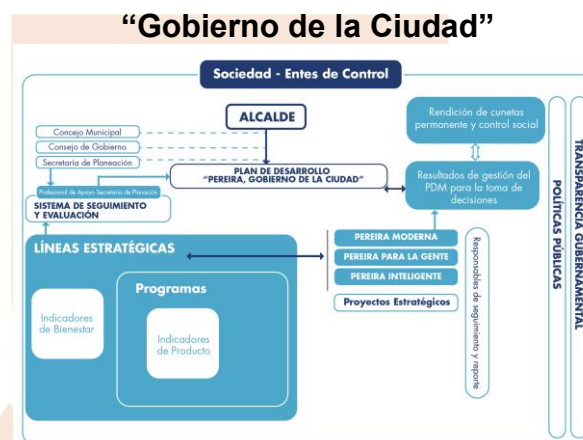 “Gobierno de la Ciudad”
Sociedad - Entes de Control
ALCALDE
Concejo Municipal
Consejo de Gobierno
Secretaría de Planeación
Profesional de Apoyo Secretaría de Planación
SISTEMA DE SEGUIMIENTO
Y EVALUACIÓN
PLAN DE DESARROLLO
“PEREIRA, GOBIERNO DE LA CIUDAD”
Rendición de cunetas
permanente y control social
Resultados de gestión del
PDM para la toma de
decisiones
LÍNEAS ESTRATÉGICAS
Programas
Indicadores
de Bienestar
Indicadores
de Producto
PEREIRA MODERNA
PEREIRA PARA LA GENTE
PEREIRA INTELIGENTE
Proyectos Estratégicos
Responsables de seguimiento y reporte
POLÍTICAS PÚBLICAS
TRANSPARENCIA GUBERNAMENTAL